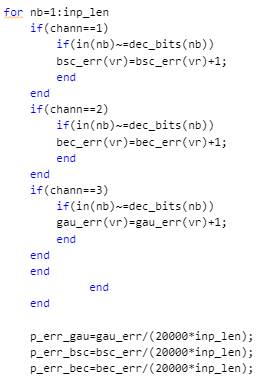 for nb=1:inp_len
    if(chann==1)
        if(in(nb)~=dec_bits(nb))
        bsc_err(vr)=bsc_err(vr)+1;
        end
    end
    if(chann==2)
        if(in(nb)~=dec_bits(nb))
        bec_err(vr)=bec_err(vr)+1;
        end
    end
    if(chann==3)
        if(in(nb)~=dec_bits(nb))
        gau_err(vr)=gau_err(vr)+1;
        end
    end
    end
             end
    end

    p_err_gau=gau_err/(20000*inp_len);
    p_err_bsc=bsc_err/(20000*inp_len);
    p_err_bec=bec_err/(20000*inp_len);